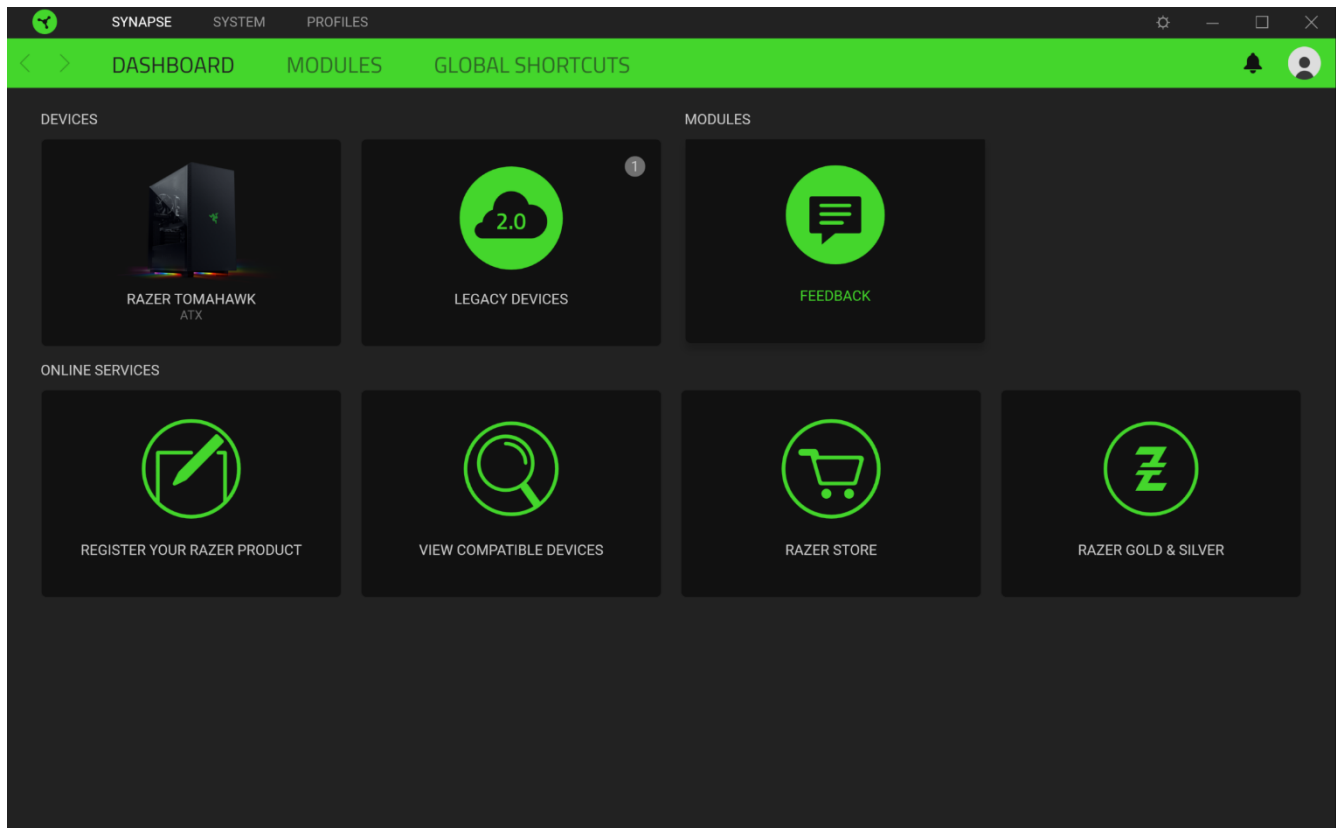 SYNAPSE SYSTEM PROFILES
DASHBOARD MODULES GLOBAL SHORTCUTS
DEVICES
RAZER TOMAHAWK
ATX
1
2.0
LEGACY DEVICES
MODULES
FEEDBACK
ONLINE SERVICES
REGISTER YOUR RAZER PRODUCT
VIEW COMPATIBLE DEVICES
RAZER STORE
RAZER GOLD & SILVER